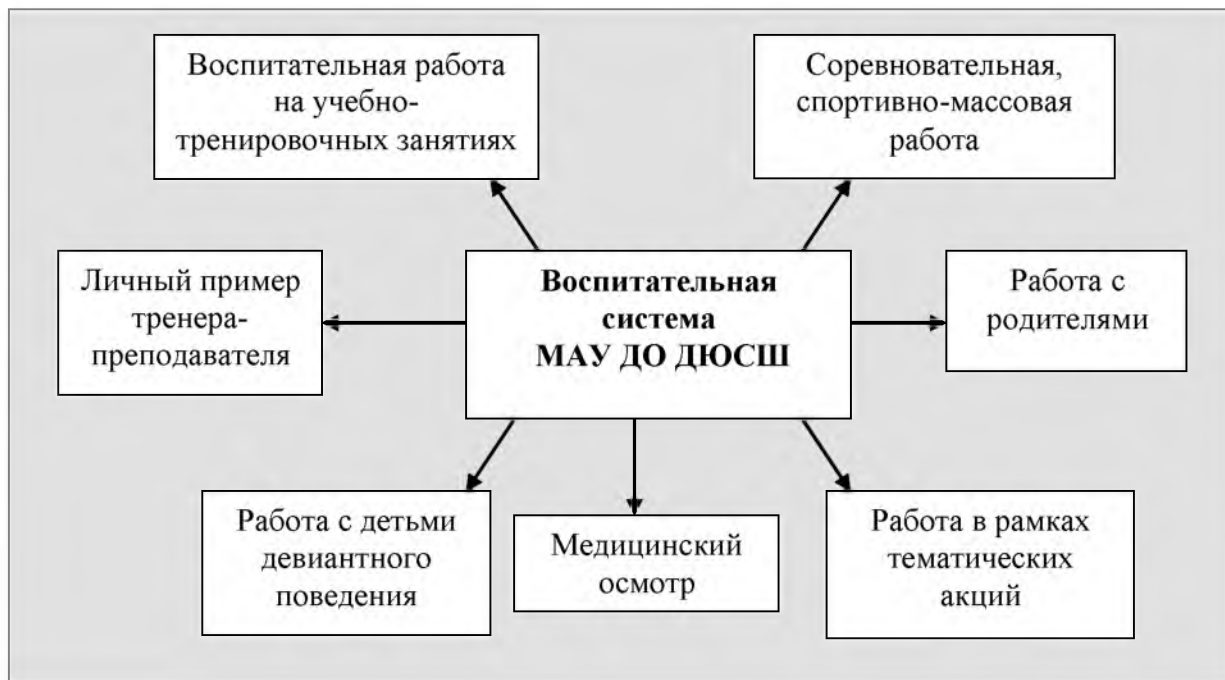 Воспитательная работа
на учебно-
тренировочных занятиях
Соревновательная,
спортивно-массовая
работа
Личный пример
тренера-
преподавателя
Воспитательная
система
МАУ ДО ДЮСШ
Работа с
родителями
Работа с детьми
девиантного
поведения
Медицинский
осмотр
Работа в рамках
тематических
акций